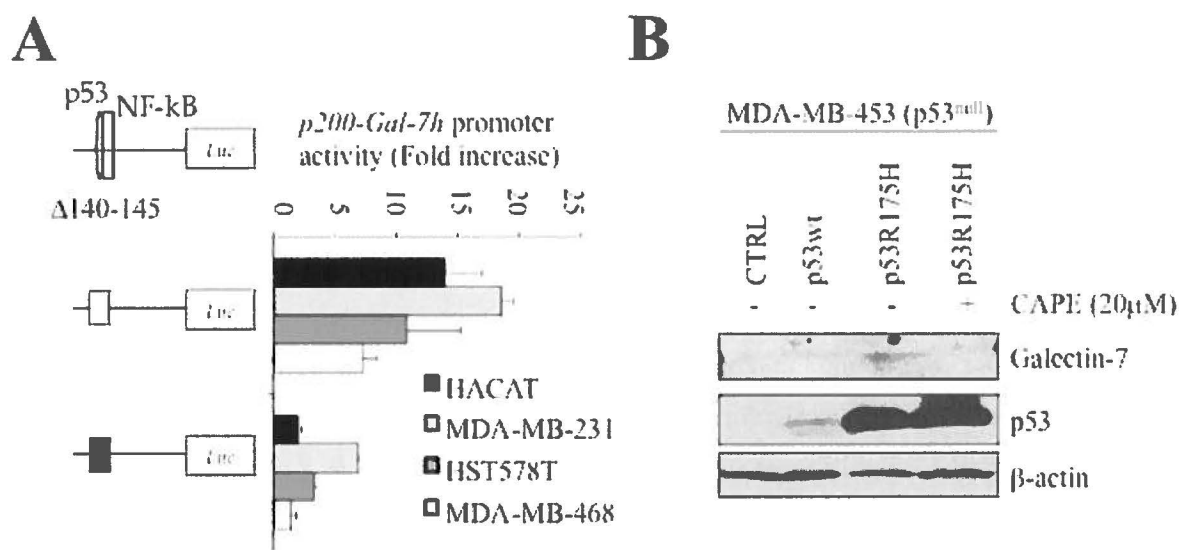 A
p53
NF-kB
Luc
Δ140-145
p200-Gal-7h promoter
activity (Fold increase)
0 5 10 15 20 25
Luc
Luc
HACAT
MDA-MB-231
HST578T
MDA-MB-468
B
MDA-MB-453 (p53null)
CTRL
p53wt
p53R175H
p53R175H
- - - + CAPE (20µM)
Galectin-7
p53
β-actin